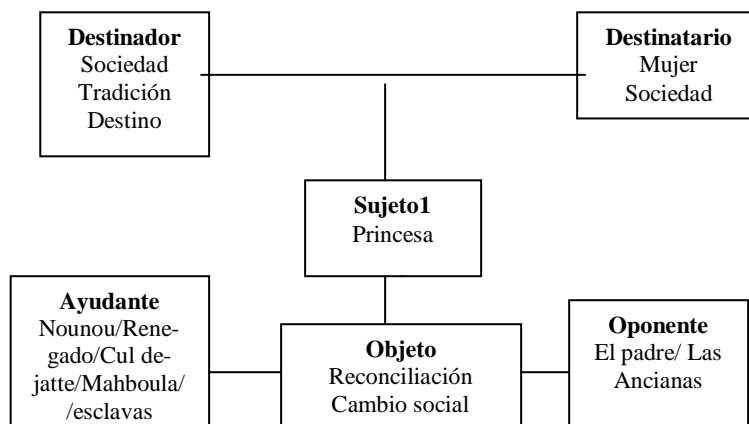 Destinador
Sociedad
Tradición
Destino
Destinatario
Mujer
Sociedad
Sujeto1
Princesa
Ayudante
Nounou/Rene-
gado/Cul de-
jatte/Mahboula/
/esclavas
Objeto
Reconciliación
Cambio social
Oponente
El padre/ Las
Ancianas